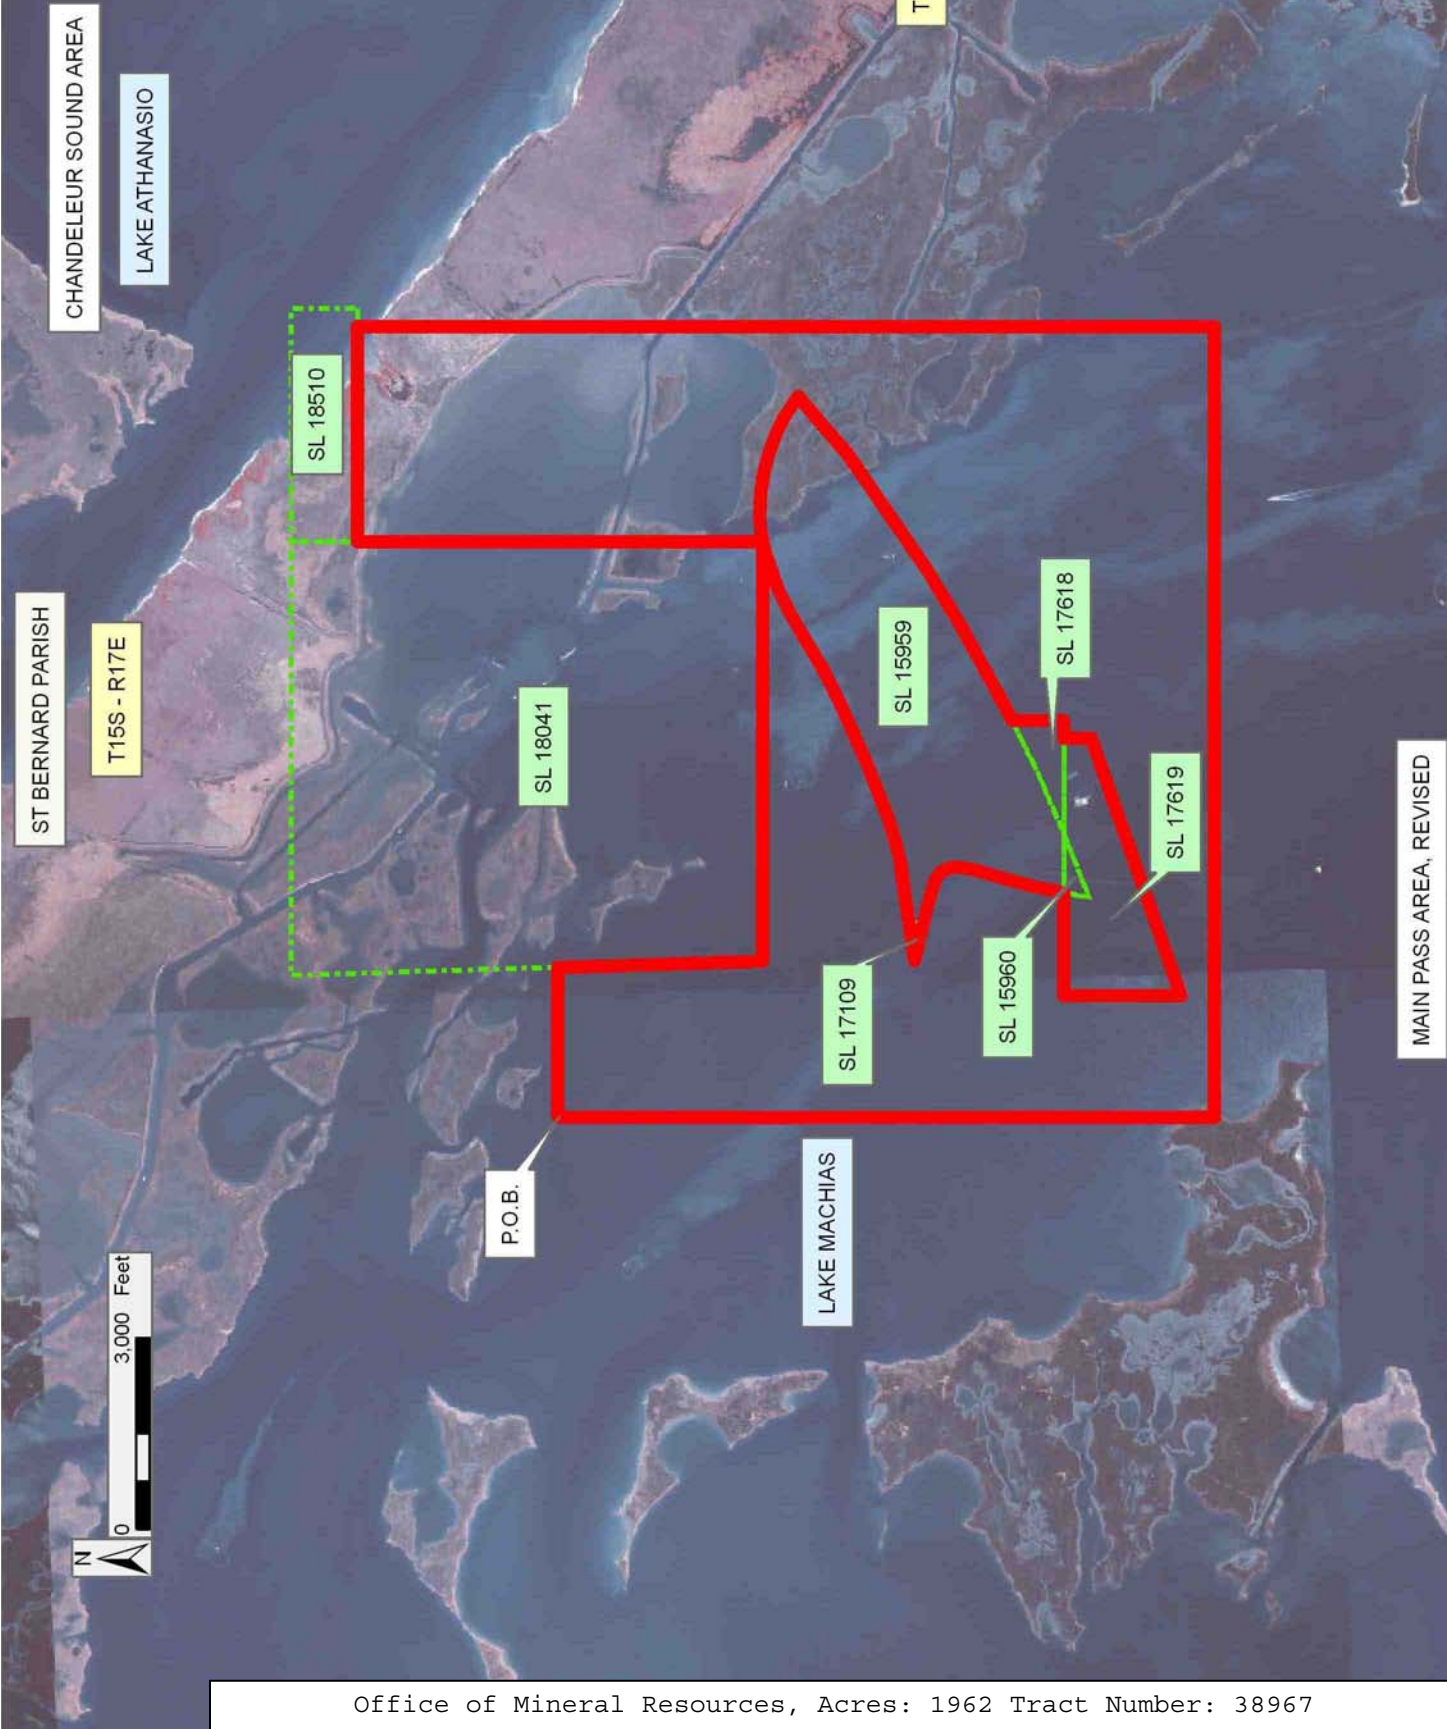 ST BERNARD PARISH
CHANDELEUR SOUND AREA
T15S - R17E
LAKE ATHANASIO
N
0 3,000 Feet
SL 18510
P.O.B.
SL 18041
LAKE MACHIAS
SL 17109
SL 15959
T
SL 15960
SL 17618
SL 17619
MAIN PASS AREA, REVISED
Office of Mineral Resources, Acres: 1962 Tract Number: 38967